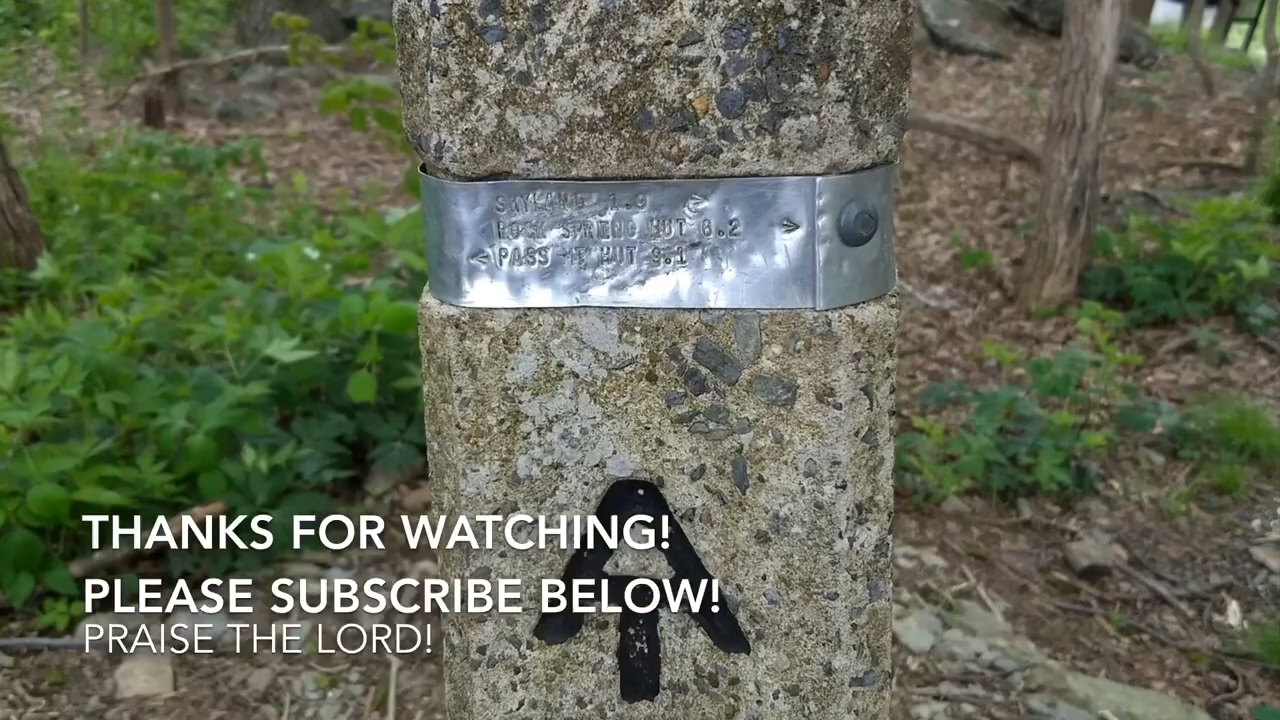 SKYLAND 1.9 >
ROCK SPRING HUT 6.2 >
< PASS MT HUT 9.1
AT
THANKS FOR WATCHING!
PLEASE SUBSCRIBE BELOW!
PRAISE THE LORD!